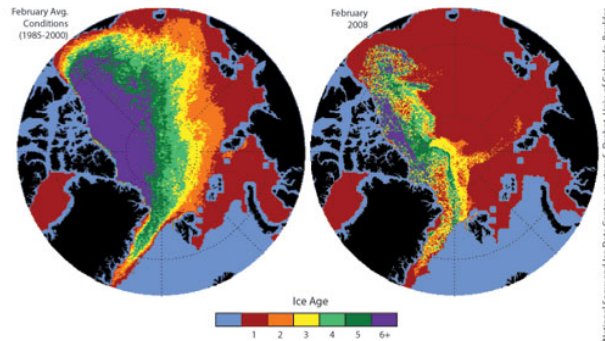 February Avg.
Conditions
(1985-2000)
February
2008
Ice Age
1 2 3 4 5 6+